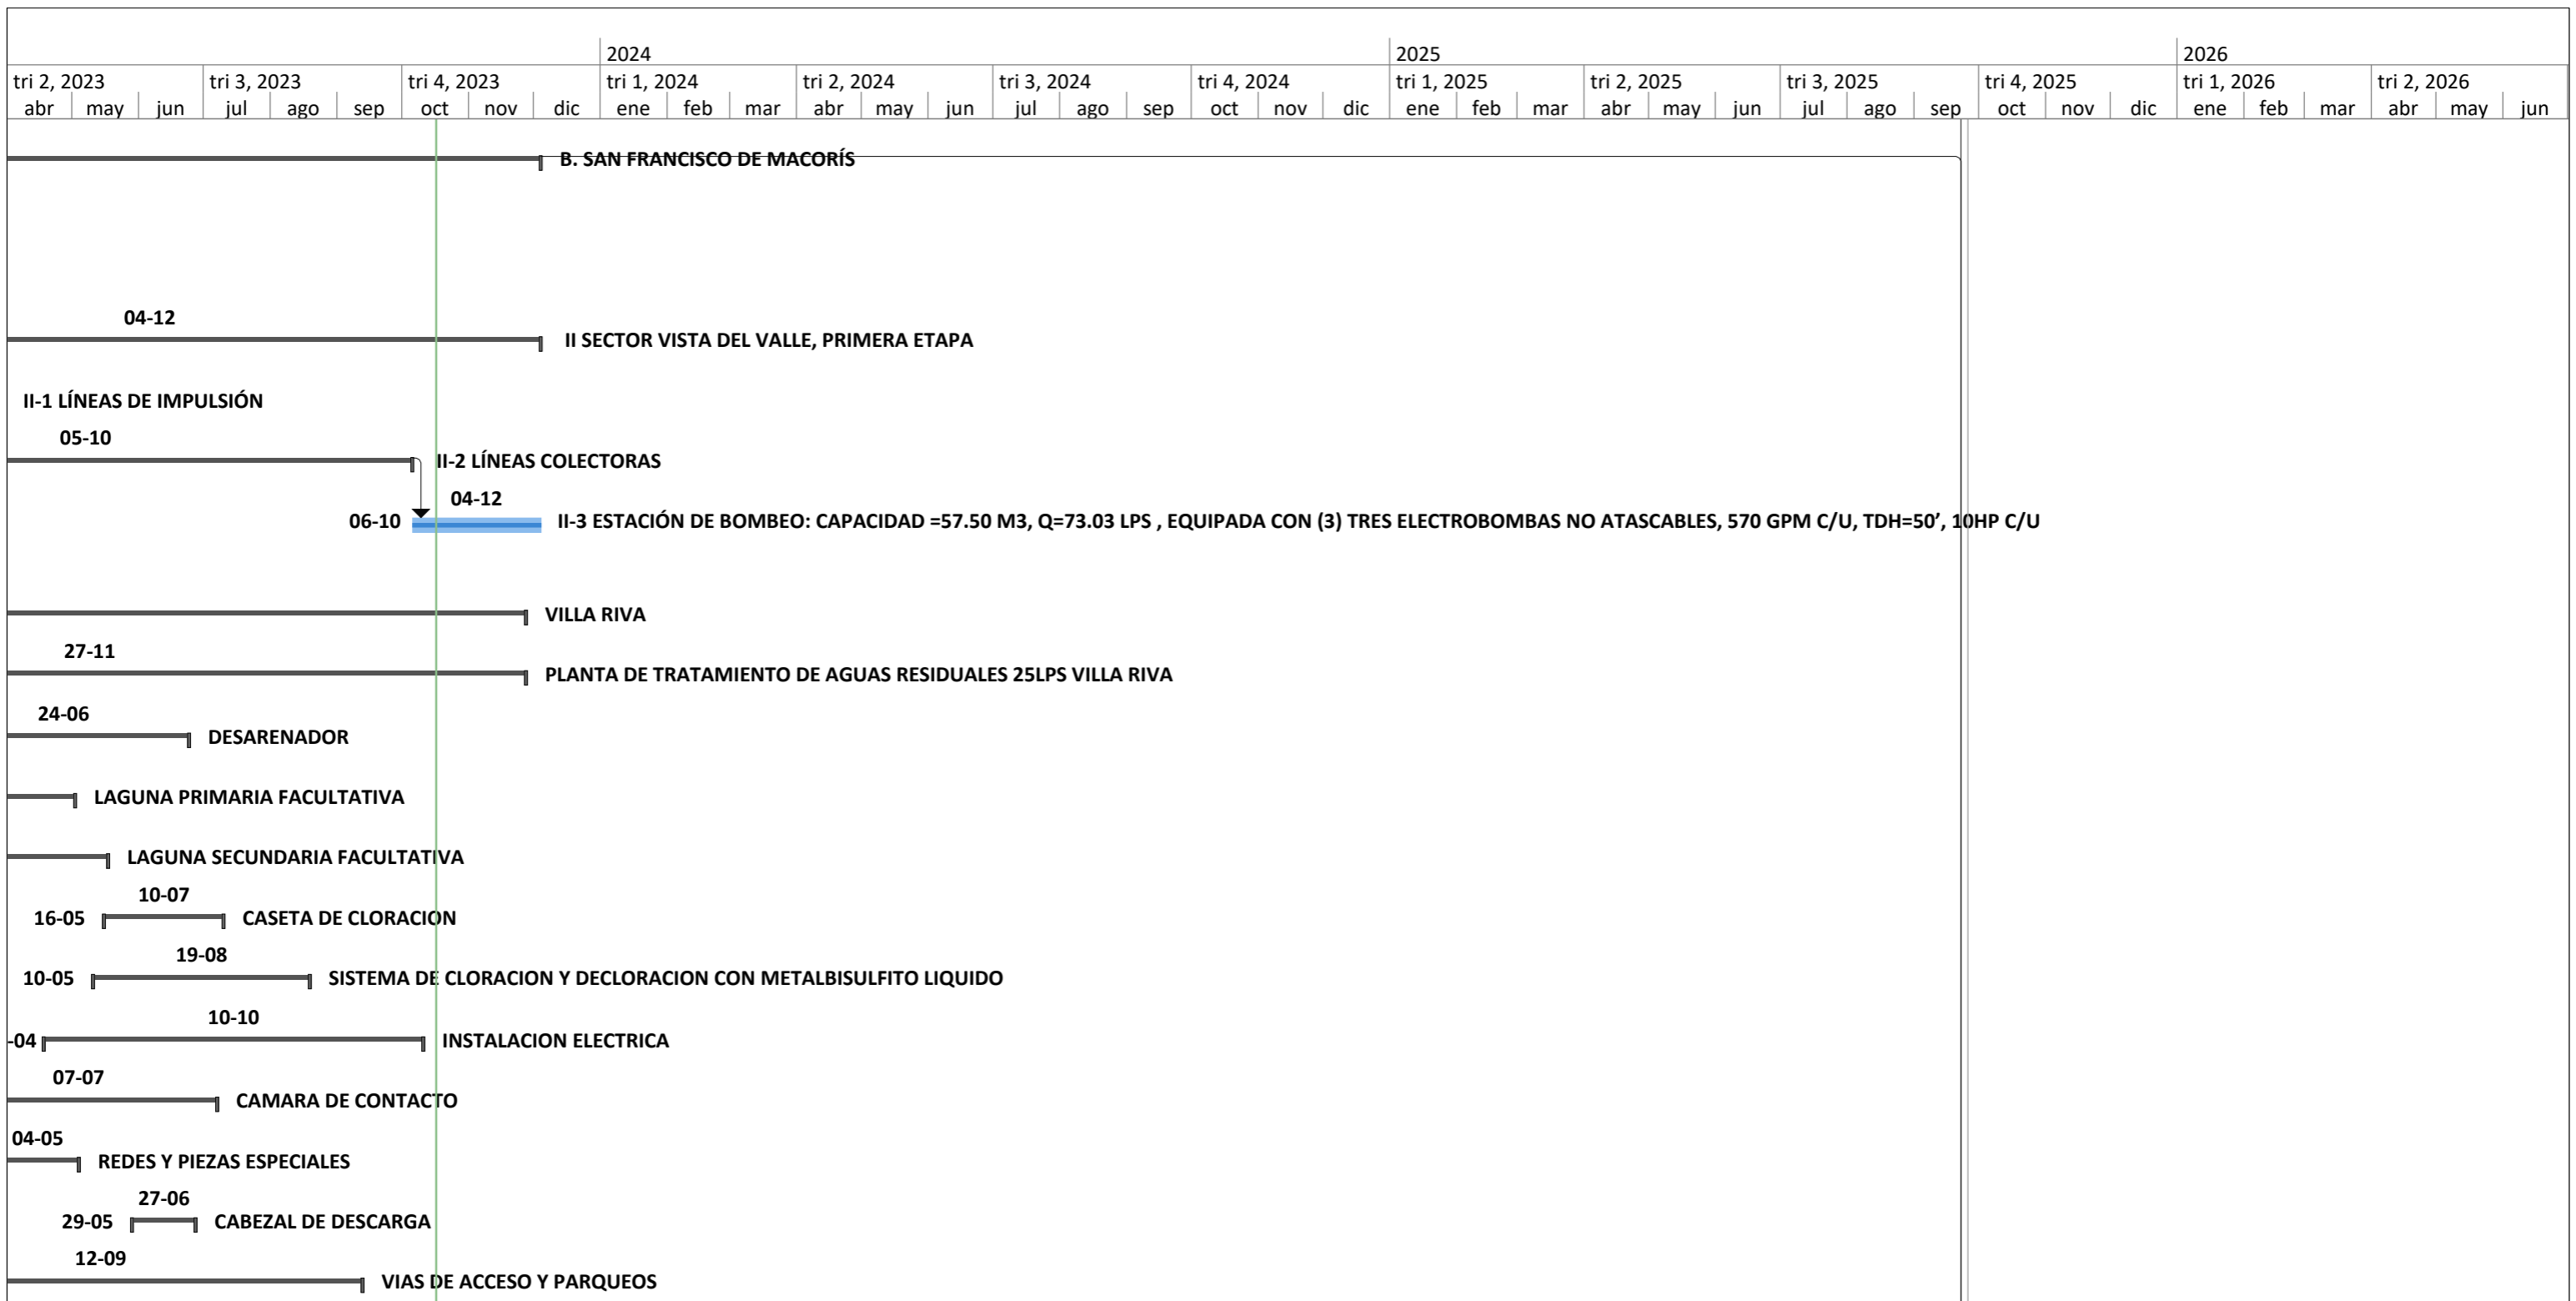 2024 2025 2026
tri 2, 2023 tri 3, 2023 tri 4, 2023 tri 1, 2024 tri 2, 2024 tri 3, 2024 tri 4, 2024 tri 1, 2025 tri 2, 2025 tri 3, 2025 tri 4, 2025 tri 1, 2026 tri 2, 2026
abr may jun jul ago sep oct nov dic ene feb mar abr may jun jul ago sep oct nov dic ene feb mar abr may jun jul ago sep oct nov dic ene feb mar abr may jun
B. SAN FRANCISCO DE MACORÍS
04-12
II SECTOR VISTA DEL VALLE, PRIMERA ETAPA
II-1 LÍNEAS DE IMPULSIÓN
05-10
II-2 LÍNEAS COLECTORAS
04-12
06-10 II-3 ESTACIÓN DE BOMBEO: CAPACIDAD =57.50 M3, Q=73.03 LPS , EQUIPADA CON (3) TRES ELECTROBOMBAS NO ATASCABLES, 570 GPM C/U, TDH=50’, 10HP C/U
VILLA RIVA
27-11
PLANTA DE TRATAMIENTO DE AGUAS RESIDUALES 25LPS VILLA RIVA
24-06
DESARENADOR
LAGUNA PRIMARIA FACULTATIVA
LAGUNA SECUNDARIA FACULTATIVA
10-07
16-05 CASETA DE CLORACION
19-08
10-05 SISTEMA DE CLORACION Y DECLORACION CON METALBISULFITO LIQUIDO
10-10
-04 INSTALACION ELECTRICA
07-07
CAMARA DE CONTACTO
04-05
REDES Y PIEZAS ESPECIALES
27-06
29-05 CABEZAL DE DESCARGA
12-09
VIAS DE ACCESO Y PARQUEOS